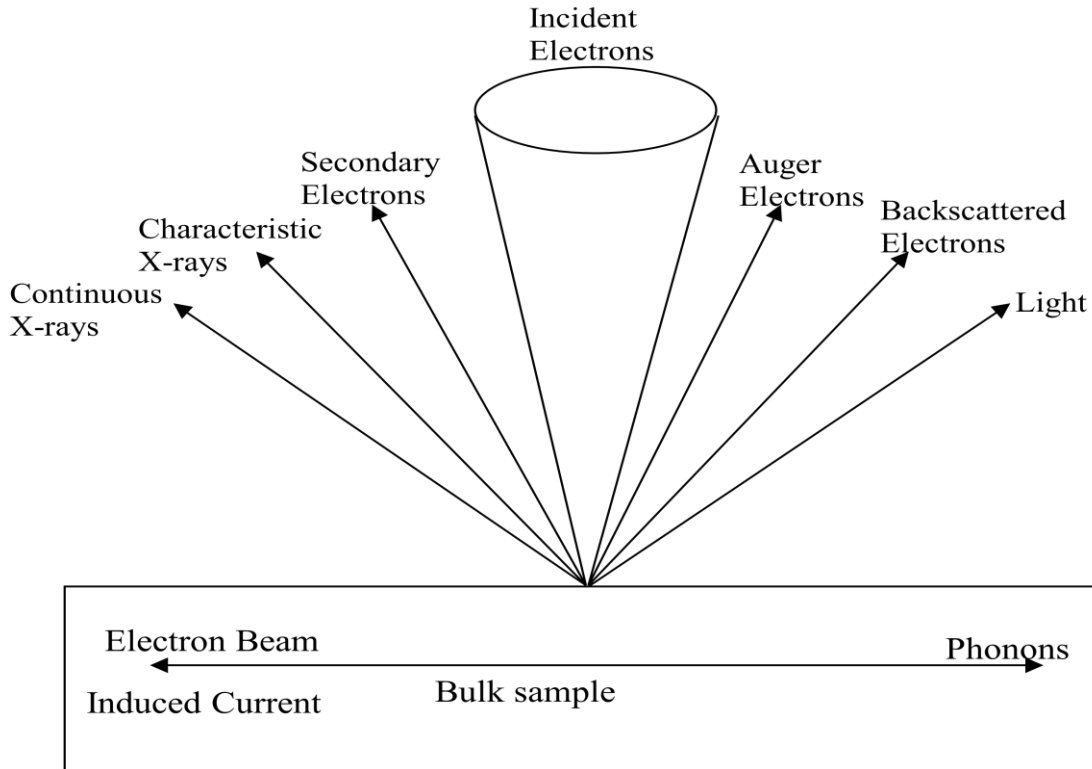 Incident
Electrons
Secondary
Electrons
Auger
Electrons
Characteristic
X-rays
Backscattered
Electrons
Continuous
X-rays
Light
Electron Beam
Induced Current
Bulk sample
Phonons